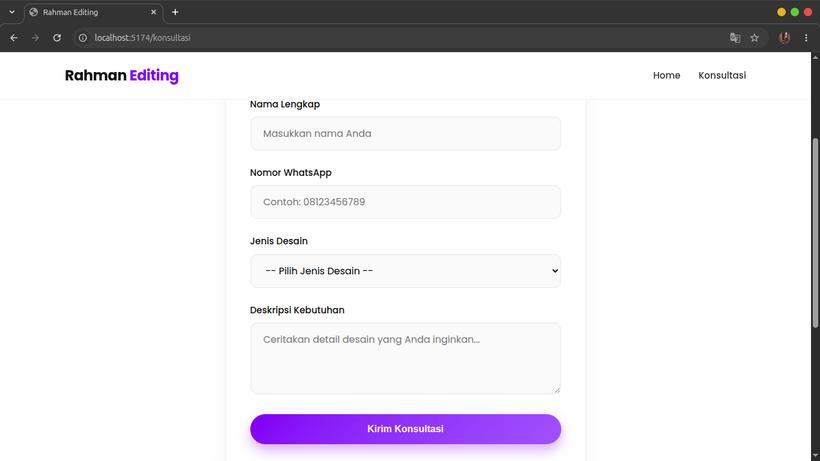 Rahman Editing
localhost:5174/konsultasi
Rahman Editing
Home
Konsultasi
Nama Lengkap
Masukkan nama Anda
Nomor WhatsApp
Contoh: 08123456789
Jenis Desain
-- Pilih Jenis Desain --
Deskripsi Kebutuhan
Ceritakan detail desain yang Anda inginkan...
Kirim Konsultasi